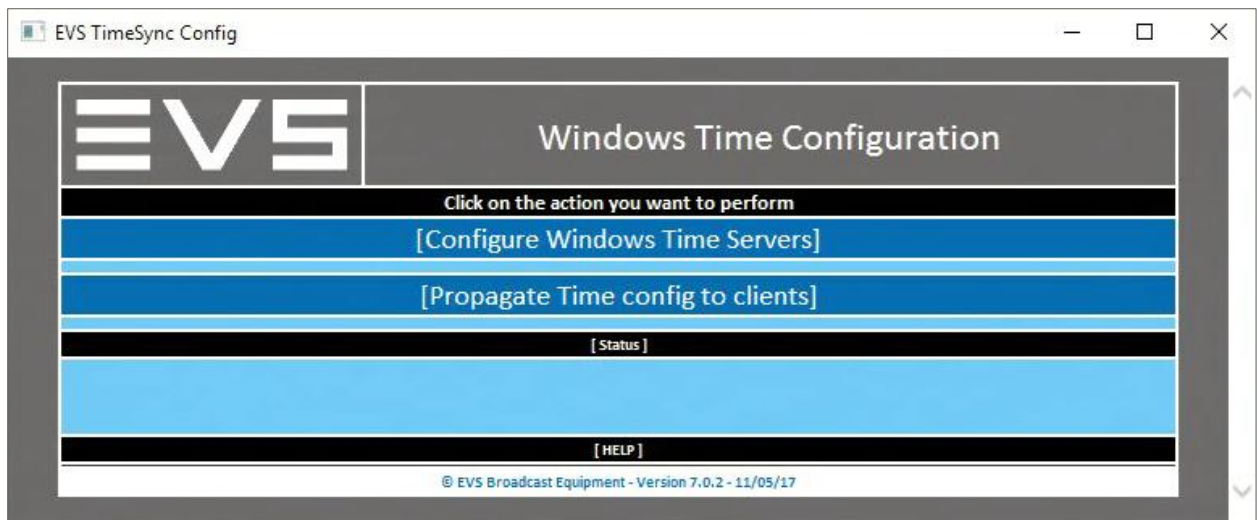 EVS TimeSync Config
EVS
Windows Time Configuration
Click on the action you want to perform
[Configure Windows Time Servers]
[Propagate Time config to clients]
[ Status ]
[ HELP ]
© EVS Broadcast Equipment - Version 7.0.2 - 11/05/17